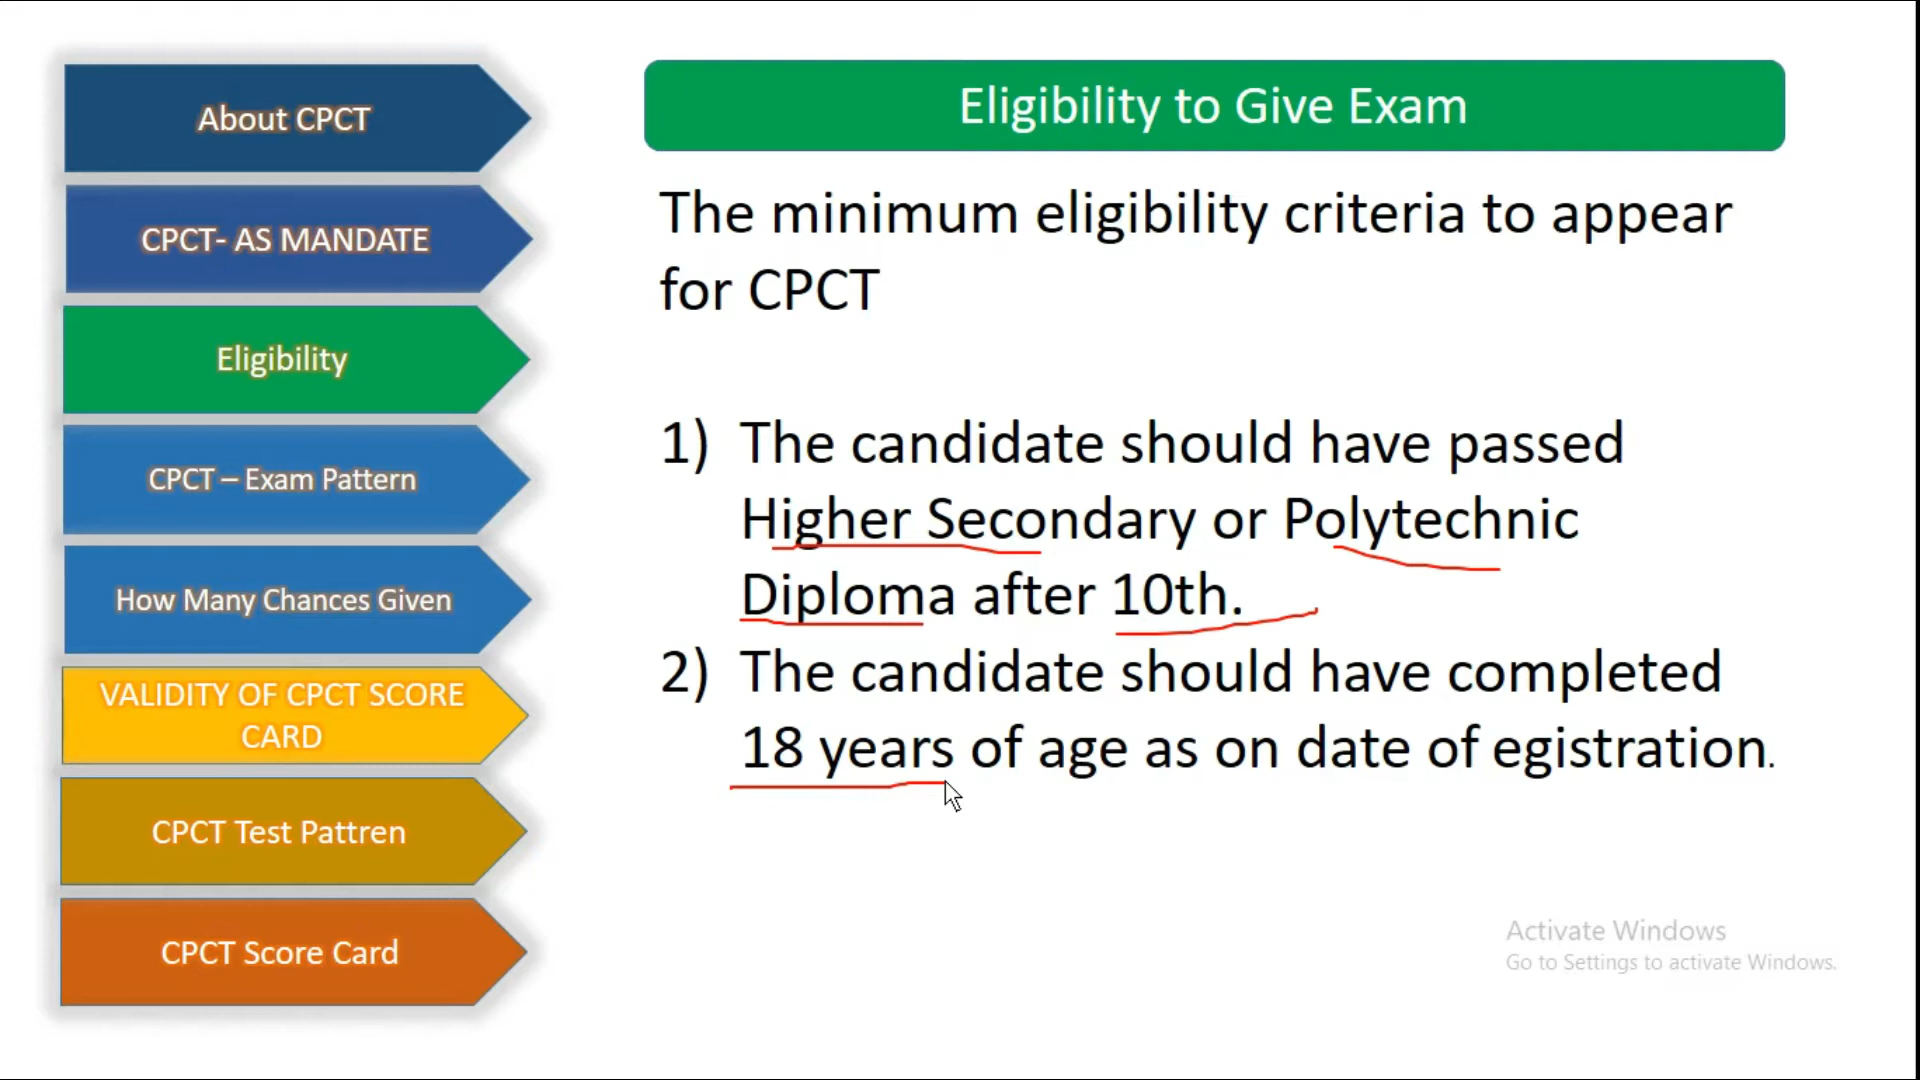 About CPCT
CPCT- AS MANDATE
Eligibility
CPCT – Exam Pattern
How Many Chances Given
VALIDITY OF CPCT SCORE
CARD
CPCT Test Pattren
CPCT Score Card
Eligibility to Give Exam
The minimum eligibility criteria to appear
for CPCT
1) The candidate should have passed
Higher Secondary or Polytechnic
Diploma after 10th.
2) The candidate should have completed
18 years of age as on date of egistration.
Activate Windows
Go to Settings to activate Windows.